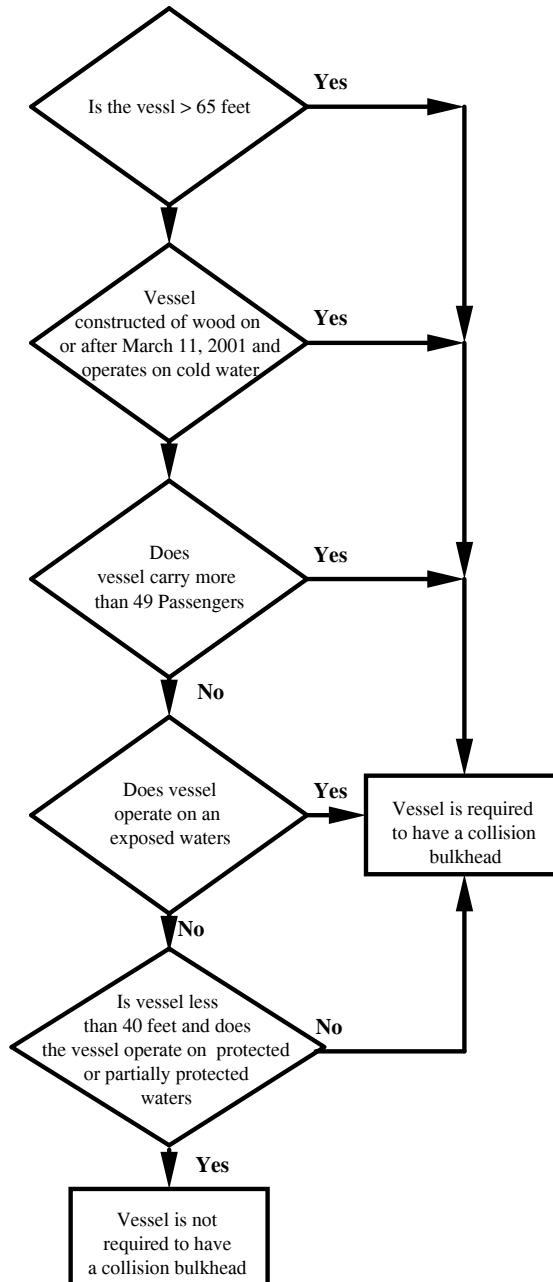 Is the vessl > 65 feet
Yes
Vessel
constructed of wood on
or after March 11, 2001 and
operates on cold water
Yes
Does
vessel carry more
than 49 Passengers
Yes
No
Does vessel
operate on an
exposed waters
Yes
Vessel is required
to have a collision
bulkhead
No
Is vessel less
than 40 feet and does
the vessel operate on protected
or partially protected
waters
No
Yes
Vessel is not
required to have
a collision bulkhead